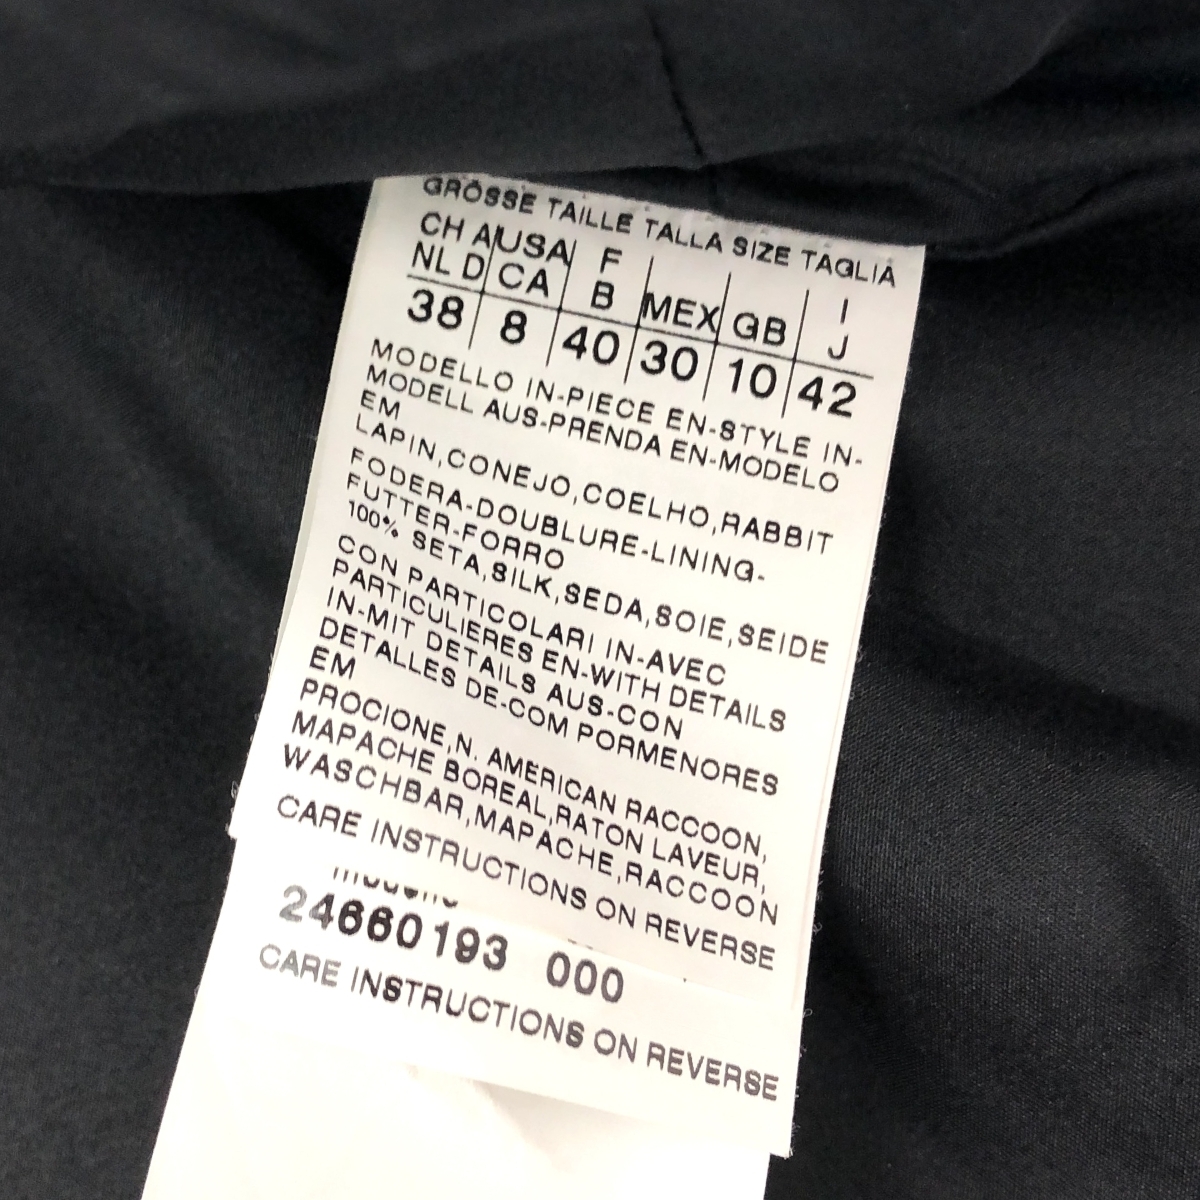 GRÖSSE TAILLE TALLA SIZE TAGLIA
CH A USA F MEX GB I
NL D CA B J
38 8 40 30 10 42
MODELLO IN-PIECE EN-STYLE IN-
MODELL AUS-PRENDA EN-MODELO
EM
LAPIN,CONEJO,COELHO,RABBIT
FODERA-DOUBLURE-LINING-
FUTTER-FORRO
100% SETA,SILK,SEDA,SOIE,SEIDE
CON PARTICOLARI IN-AVEC
PARTICULIERES EN-WITH DETAILS
IN-MIT DETAILS AUS-CON
DETALLES DE-COM PORMENORES
EM
PROCIONE,N. AMERICAN RACCOON,
MAPACHE BOREAL,RATON LAVEUR,
WASCHBAR,MAPACHE,RACCOON
CARE INSTRUCTIONS ON REVERSE
24660193 000
CARE INSTRUCTIONS ON REVERSE